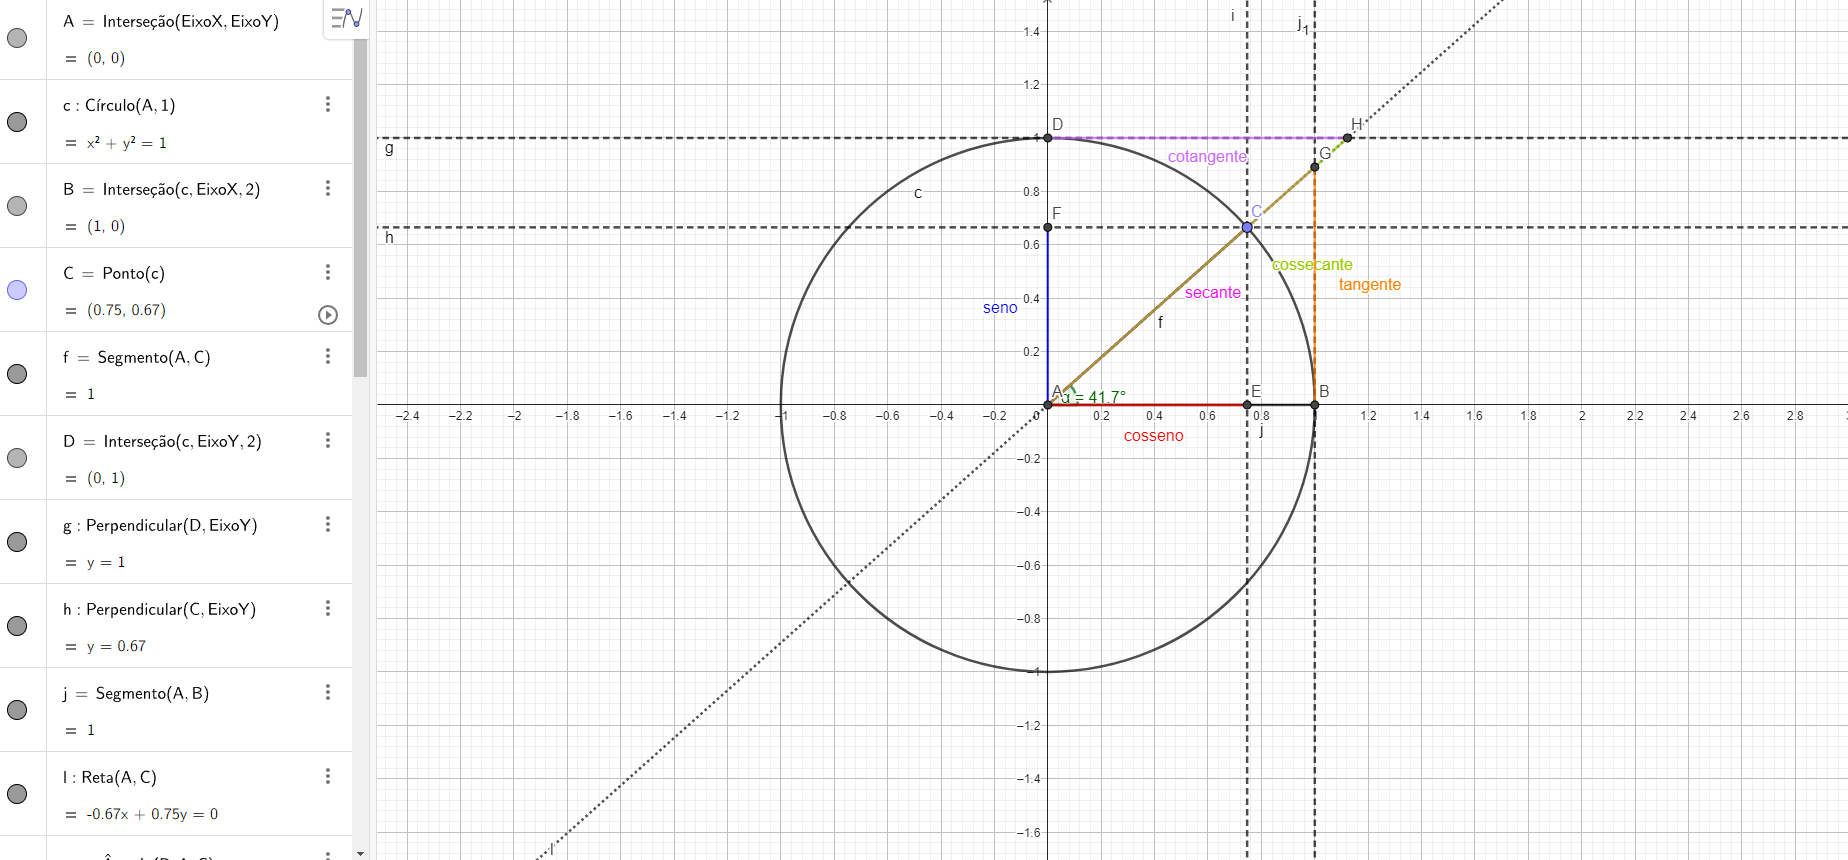 A = Interseção(EixoX, EixoY)
= (0, 0)
c : Círculo(A, 1)
= x² + y² = 1
B = Interseção(c, EixoX, 2)
= (1, 0)
C = Ponto(c)
= (0.75, 0.67)
f = Segmento(A, C)
= 1
D = Interseção(c, EixoY, 2)
= (0, 1)
g : Perpendicular(D, EixoY)
= y = 1
h : Perpendicular(C, EixoY)
= y = 0.67
j = Segmento(A, B)
= 1
l : Reta(A, C)
= -0.67x + 0.75y = 0
i
j₁
1.4
1.2
D
H
1
g
cotangente
G
0.8
c
F
C
h
0.6
cossecante
tangente
secante
0.4
seno
f
0.2
A
α = 41.7°
E
B
−2.4 −2.2 −2 −1.8 −1.6 −1.4 −1.2 −1 −0.8 −0.6 −0.4 −0.2 0 0.2 0.4 0.6 0.8 1 1.2 1.4 1.6 1.8 2 2.2 2.4 2.6 2.8
j
cosseno
−0.2
−0.4
−0.6
−0.8
−1
−1.2
−1.4
−1.6
l